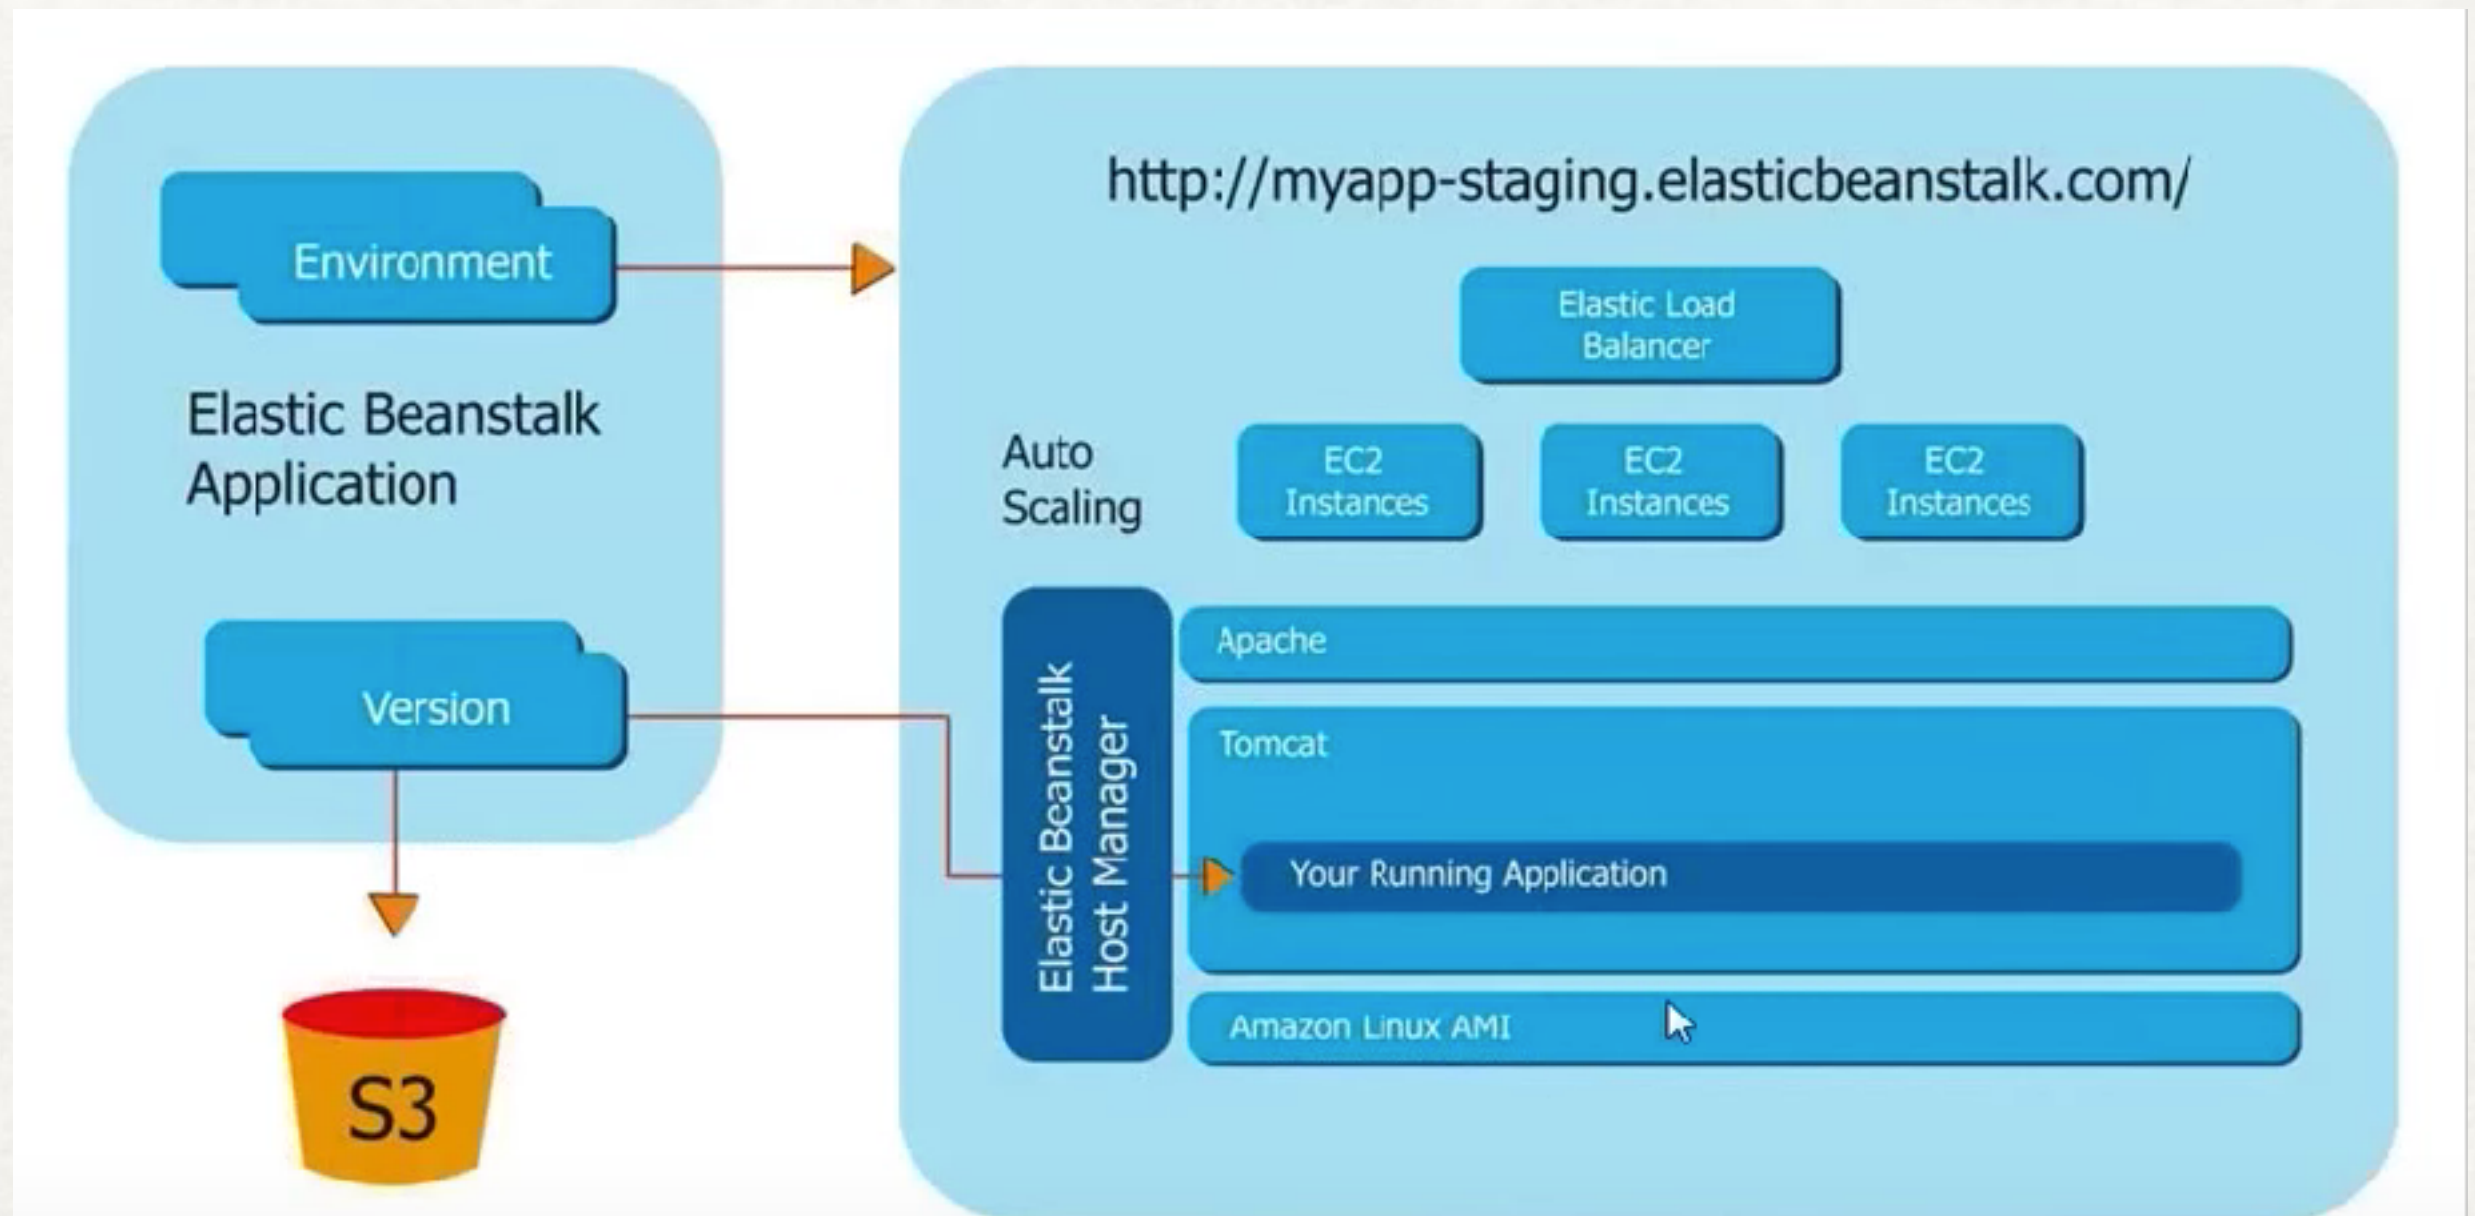 Environment
Elastic Beanstalk
Application
Version
S3
http://myapp-staging.elasticbeanstalk.com/
Elastic Load
Balancer
Auto
Scaling
EC2
Instances
EC2
Instances
EC2
Instances
Elastic Beanstalk
Host Manager
Apache
Tomcat
Your Running Application
Amazon Linux AMI